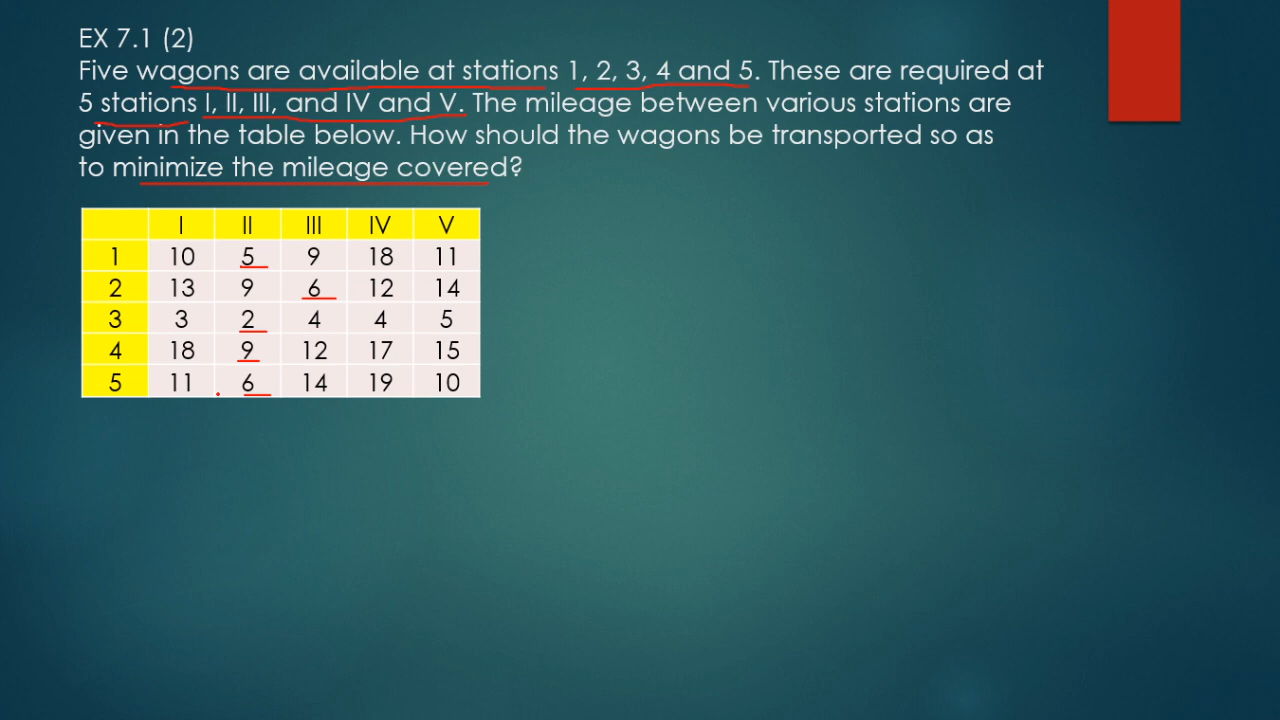 EX 7.1 (2)
Five wagons are available at stations 1, 2, 3, 4 and 5. These are required at
5 stations I, II, III, and IV and V. The mileage between various stations are
given in the table below. How should the wagons be transported so as
to minimize the mileage covered?
I II III IV V
1 10 5 9 18 11
2 13 9 6 12 14
3 3 2 4 4 5
4 18 9 12 17 15
5 11 6 14 19 10